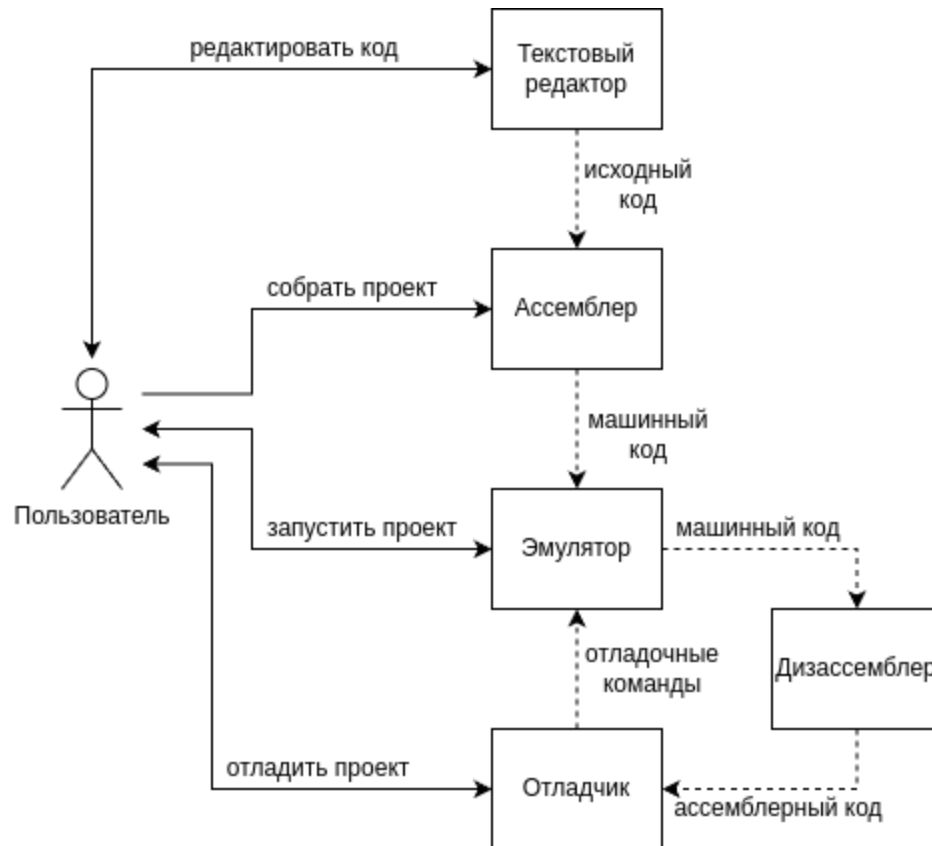 редактировать код
Текстовый
редактор
исходный
код
собрать проект
Ассемблер
машинный
код
Пользователь
запустить проект
Эмулятор
машинный код
отладочные
команды
Дизассемблер
отладить проект
Отладчик
ассемблерный код